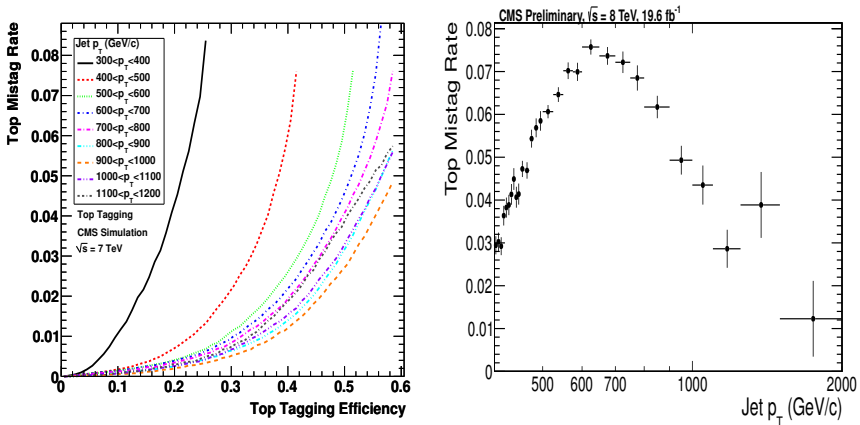 Top Mistag Rate
0.08
0.07
0.06
0.05
0.04
0.03
0.02
0.01
0
Jet p_T (GeV/c)
300<p_T<400
400<p_T<500
500<p_T<600
600<p_T<700
700<p_T<800
800<p_T<900
900<p_T<1000
1000<p_T<1100
1100<p_T<1200
Top Tagging
CMS Simulation
√s = 7 TeV
0 0.1 0.2 0.3 0.4 0.5 0.6
Top Tagging Efficiency
CMS Preliminary, √s = 8 TeV, 19.6 fb⁻¹
Top Mistag Rate
0.08
0.07
0.06
0.05
0.04
0.03
0.02
0.01
0
500 600 700 1000 2000
Jet p_T (GeV/c)